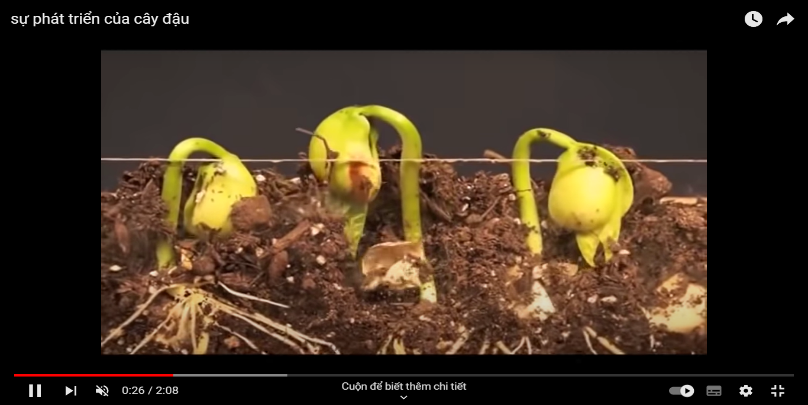 sự phát triển của cây đậu
Cuộn để biết thêm chi tiết
0:26 / 2:08